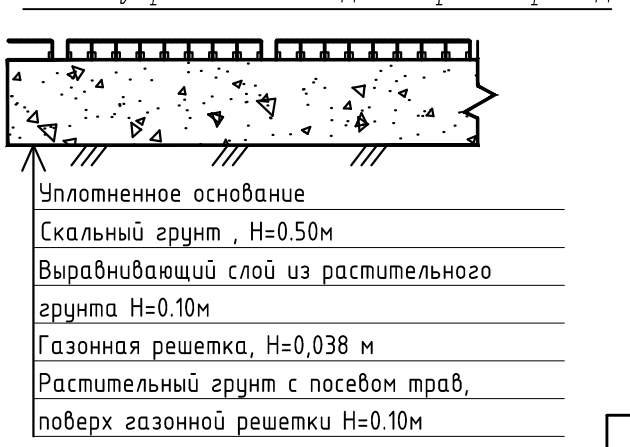 Уплотненное основание
Скальный грунт , H=0.50м
Выравнивающий слой из растительного
грунта H=0.10м
Газонная решетка, H=0,038 м
Растительный грунт с посевом трав,
поверх газонной решетки H=0.10м